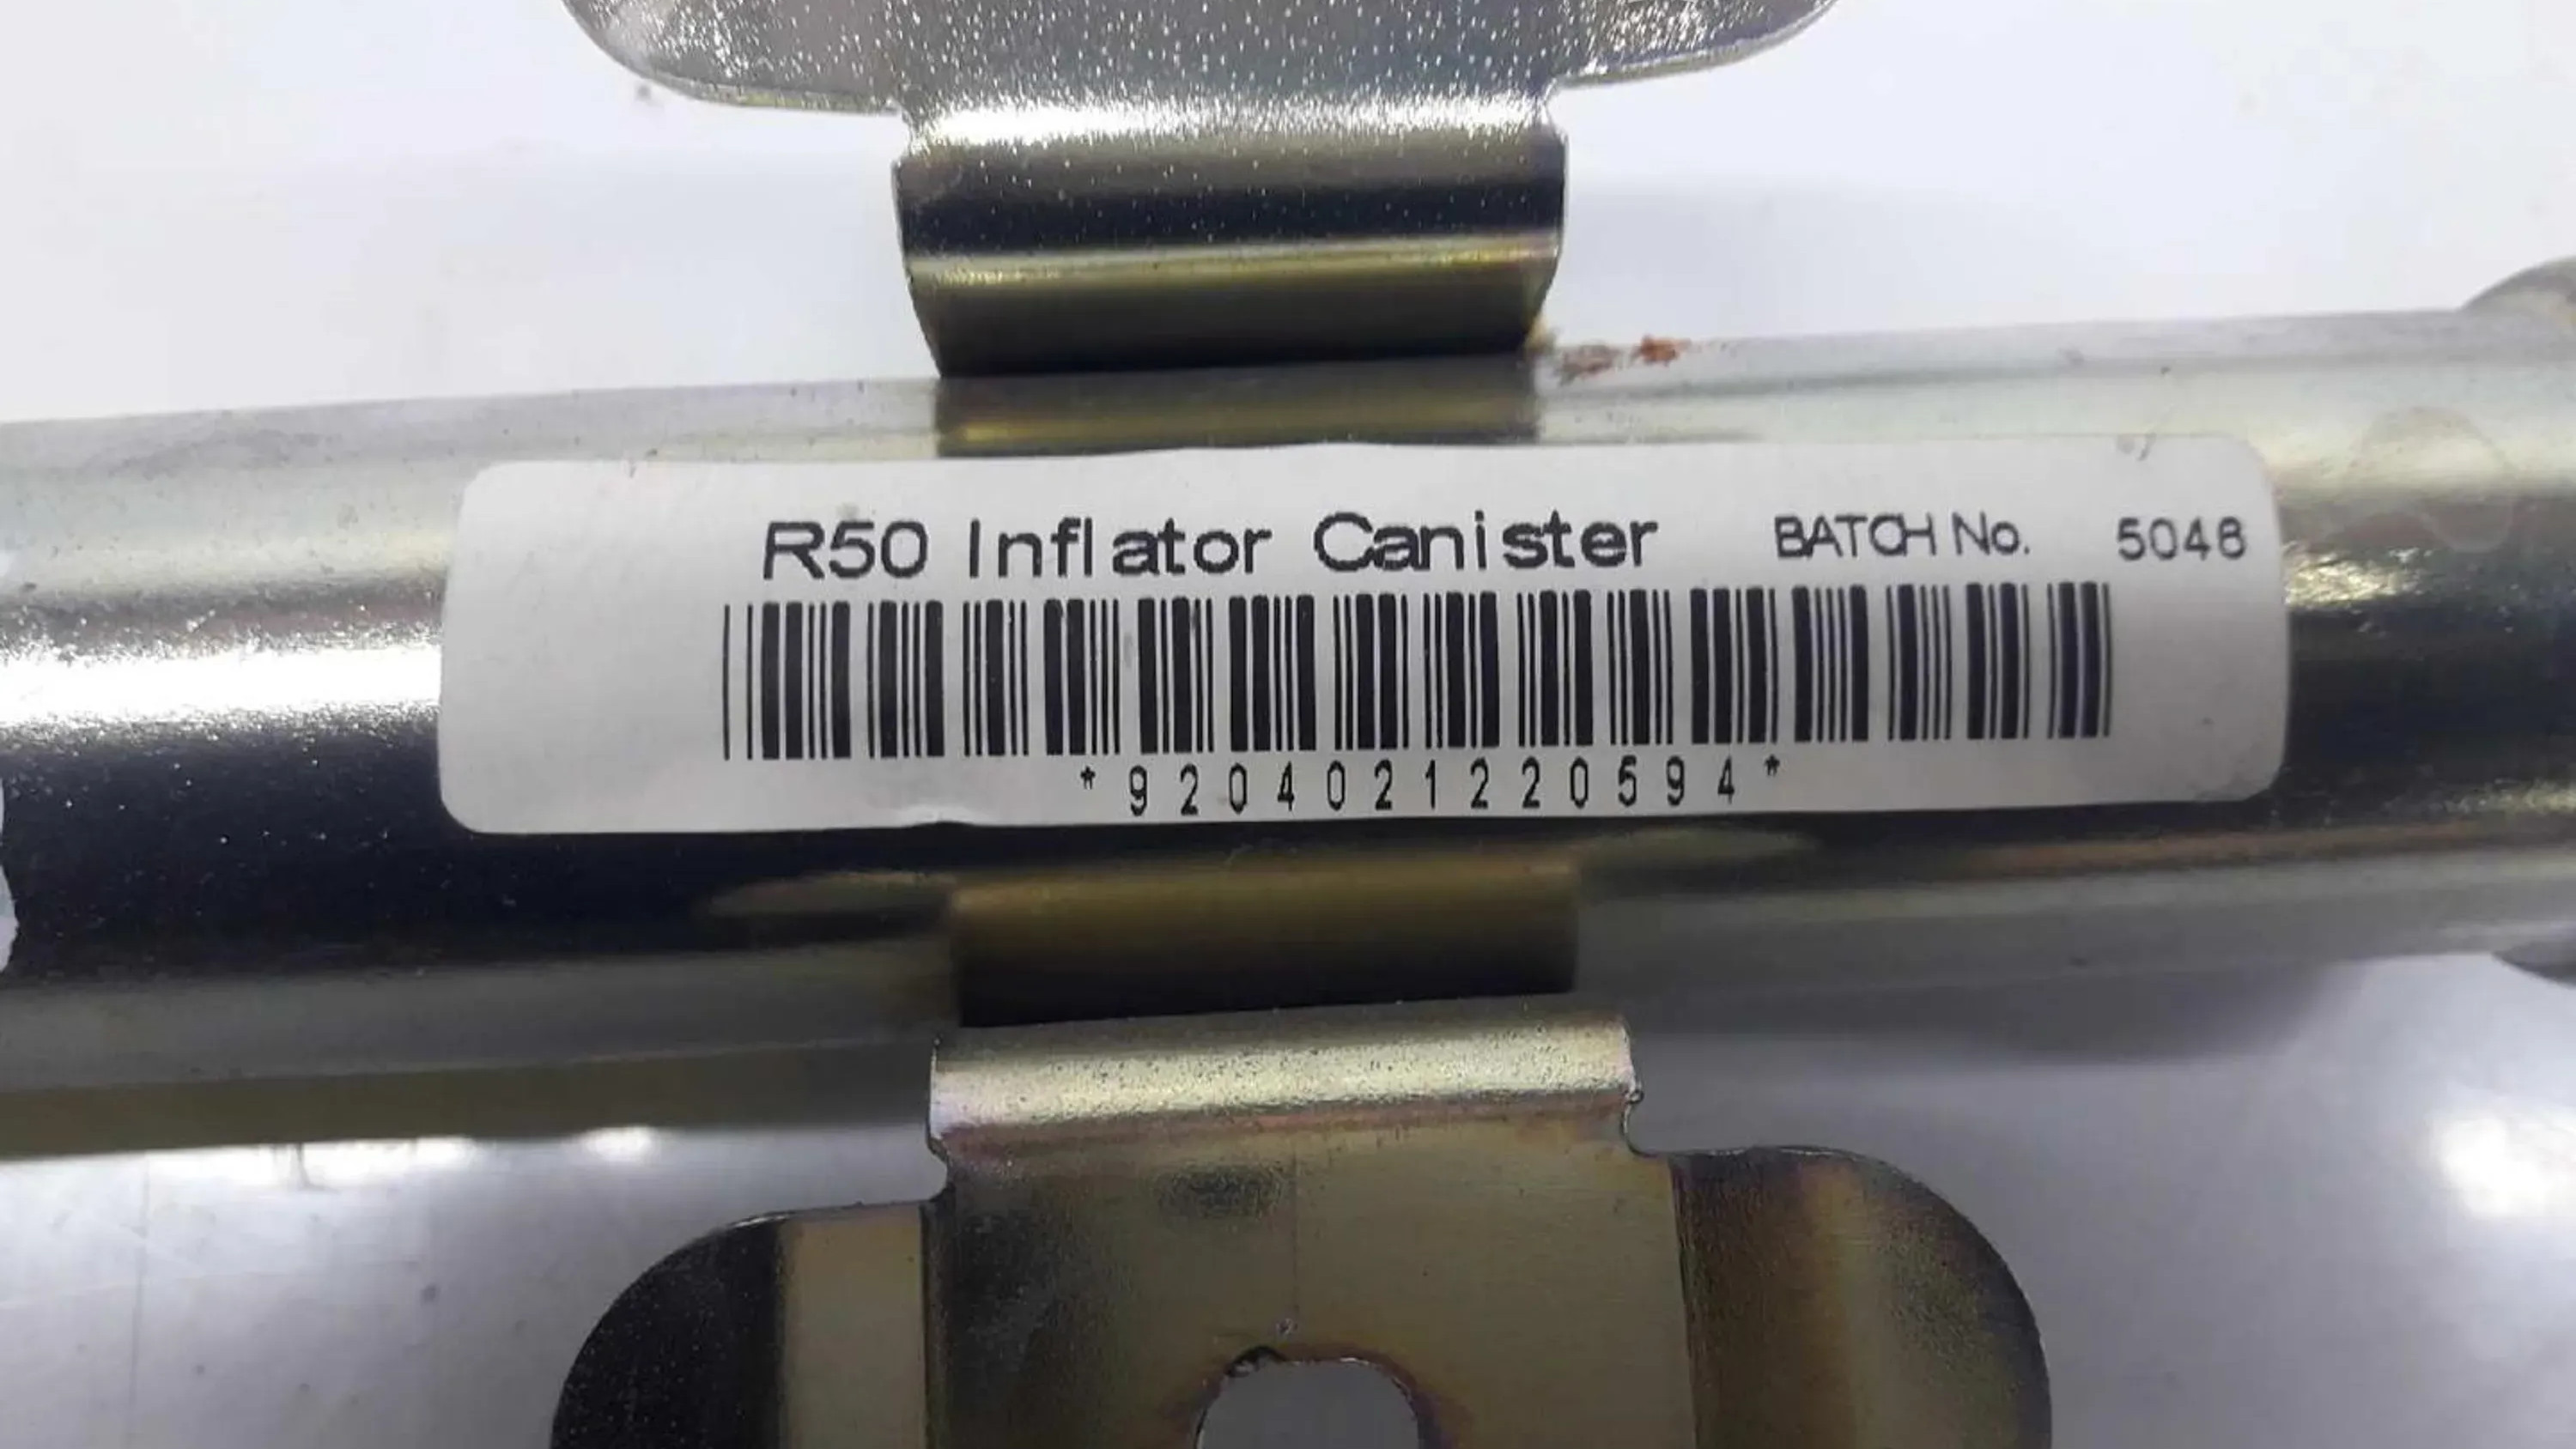 R50 Inflator Canister BATCH No. 5048
*9204021220594*